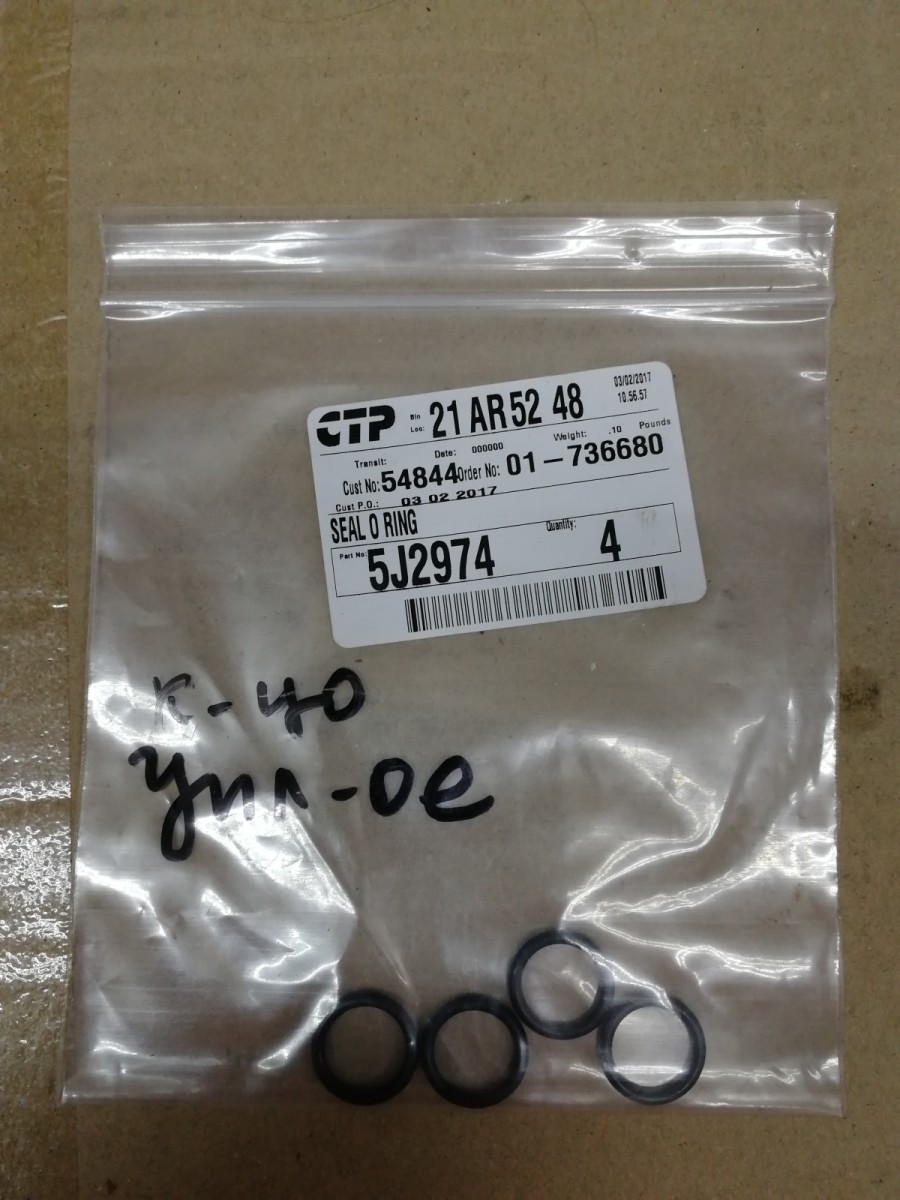 CTP
Bin Loc: 21 AR 52 48
03/02/2017
10.56.57
Transit:
Date: 000000
Weight: .10 Pounds
Cust No: 54844 Order No: 01-736680
Cust P.O.: 03 02 2017
SEAL O RING
Part No: 5J2974
Quantity: 4
к-цо
упл-ое